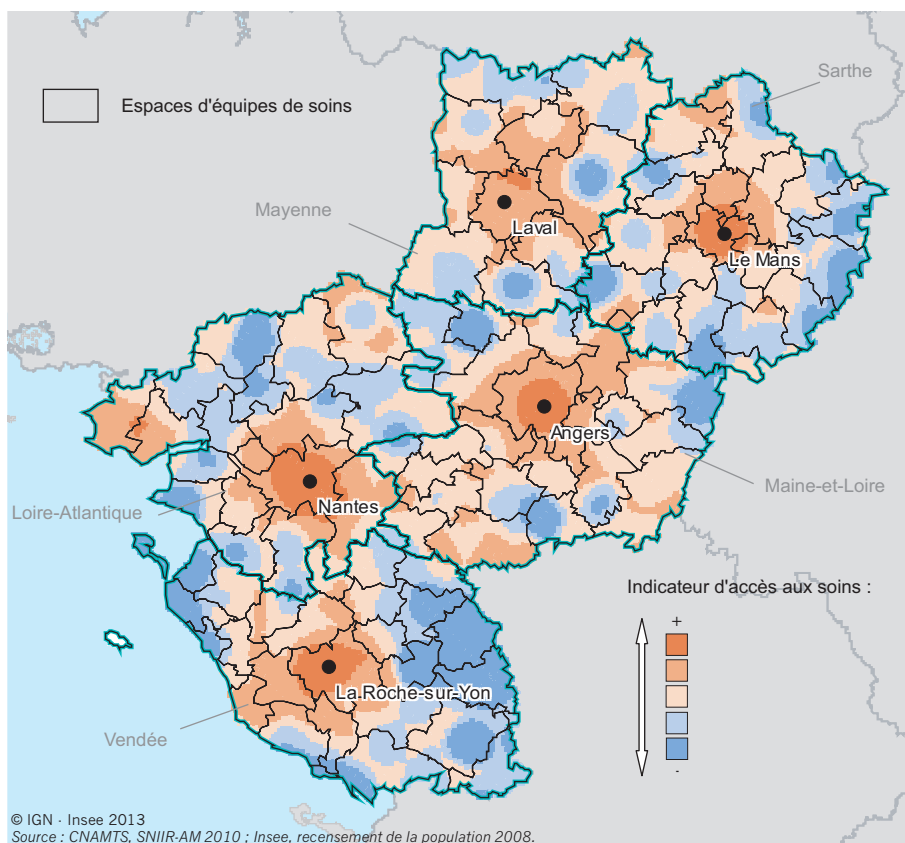 Espaces d'équipes de soins
Sarthe
Mayenne
Laval
Le Mans
Angers
Maine-et-Loire
Loire-Atlantique
Nantes
Indicateur d'accès aux soins :
+
-
La Roche-sur-Yon
Vendée
© IGN - Insee 2013
Source : CNAMTS, SNIIR-AM 2010 ; Insee, recensement de la population 2008.